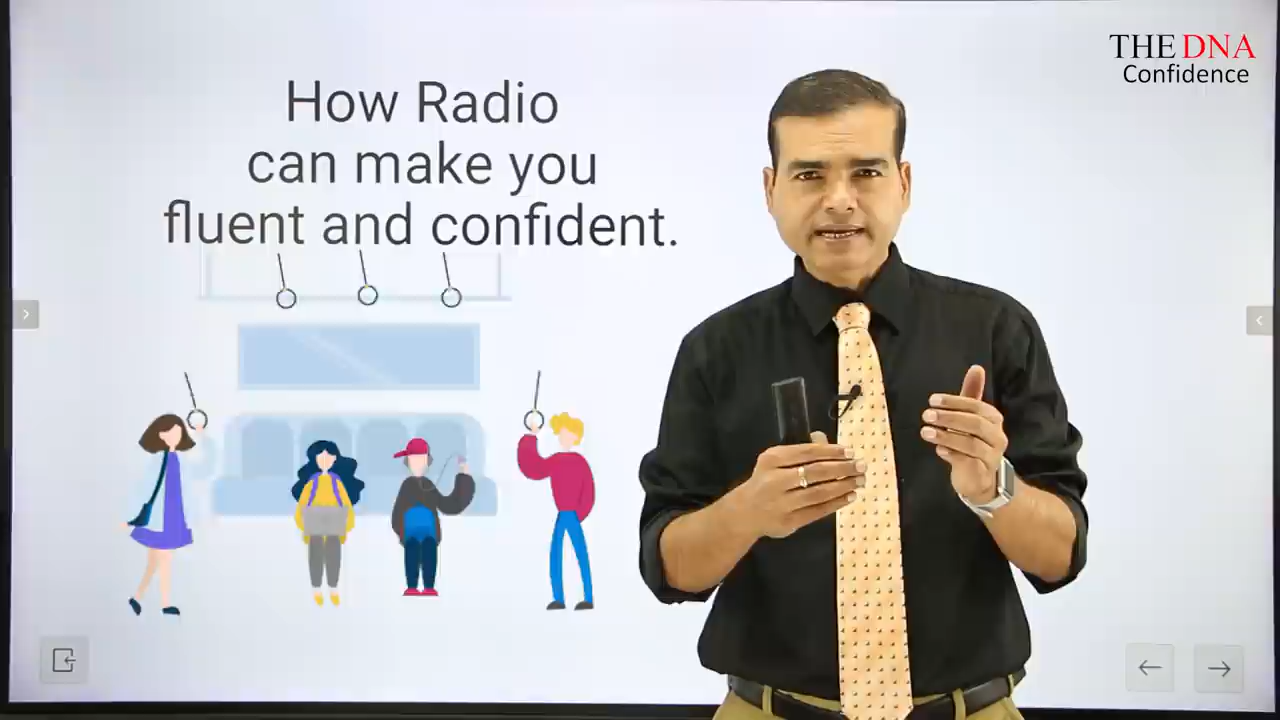 How Radio
can make you
fluent and confident.
THE DNA
Confidence